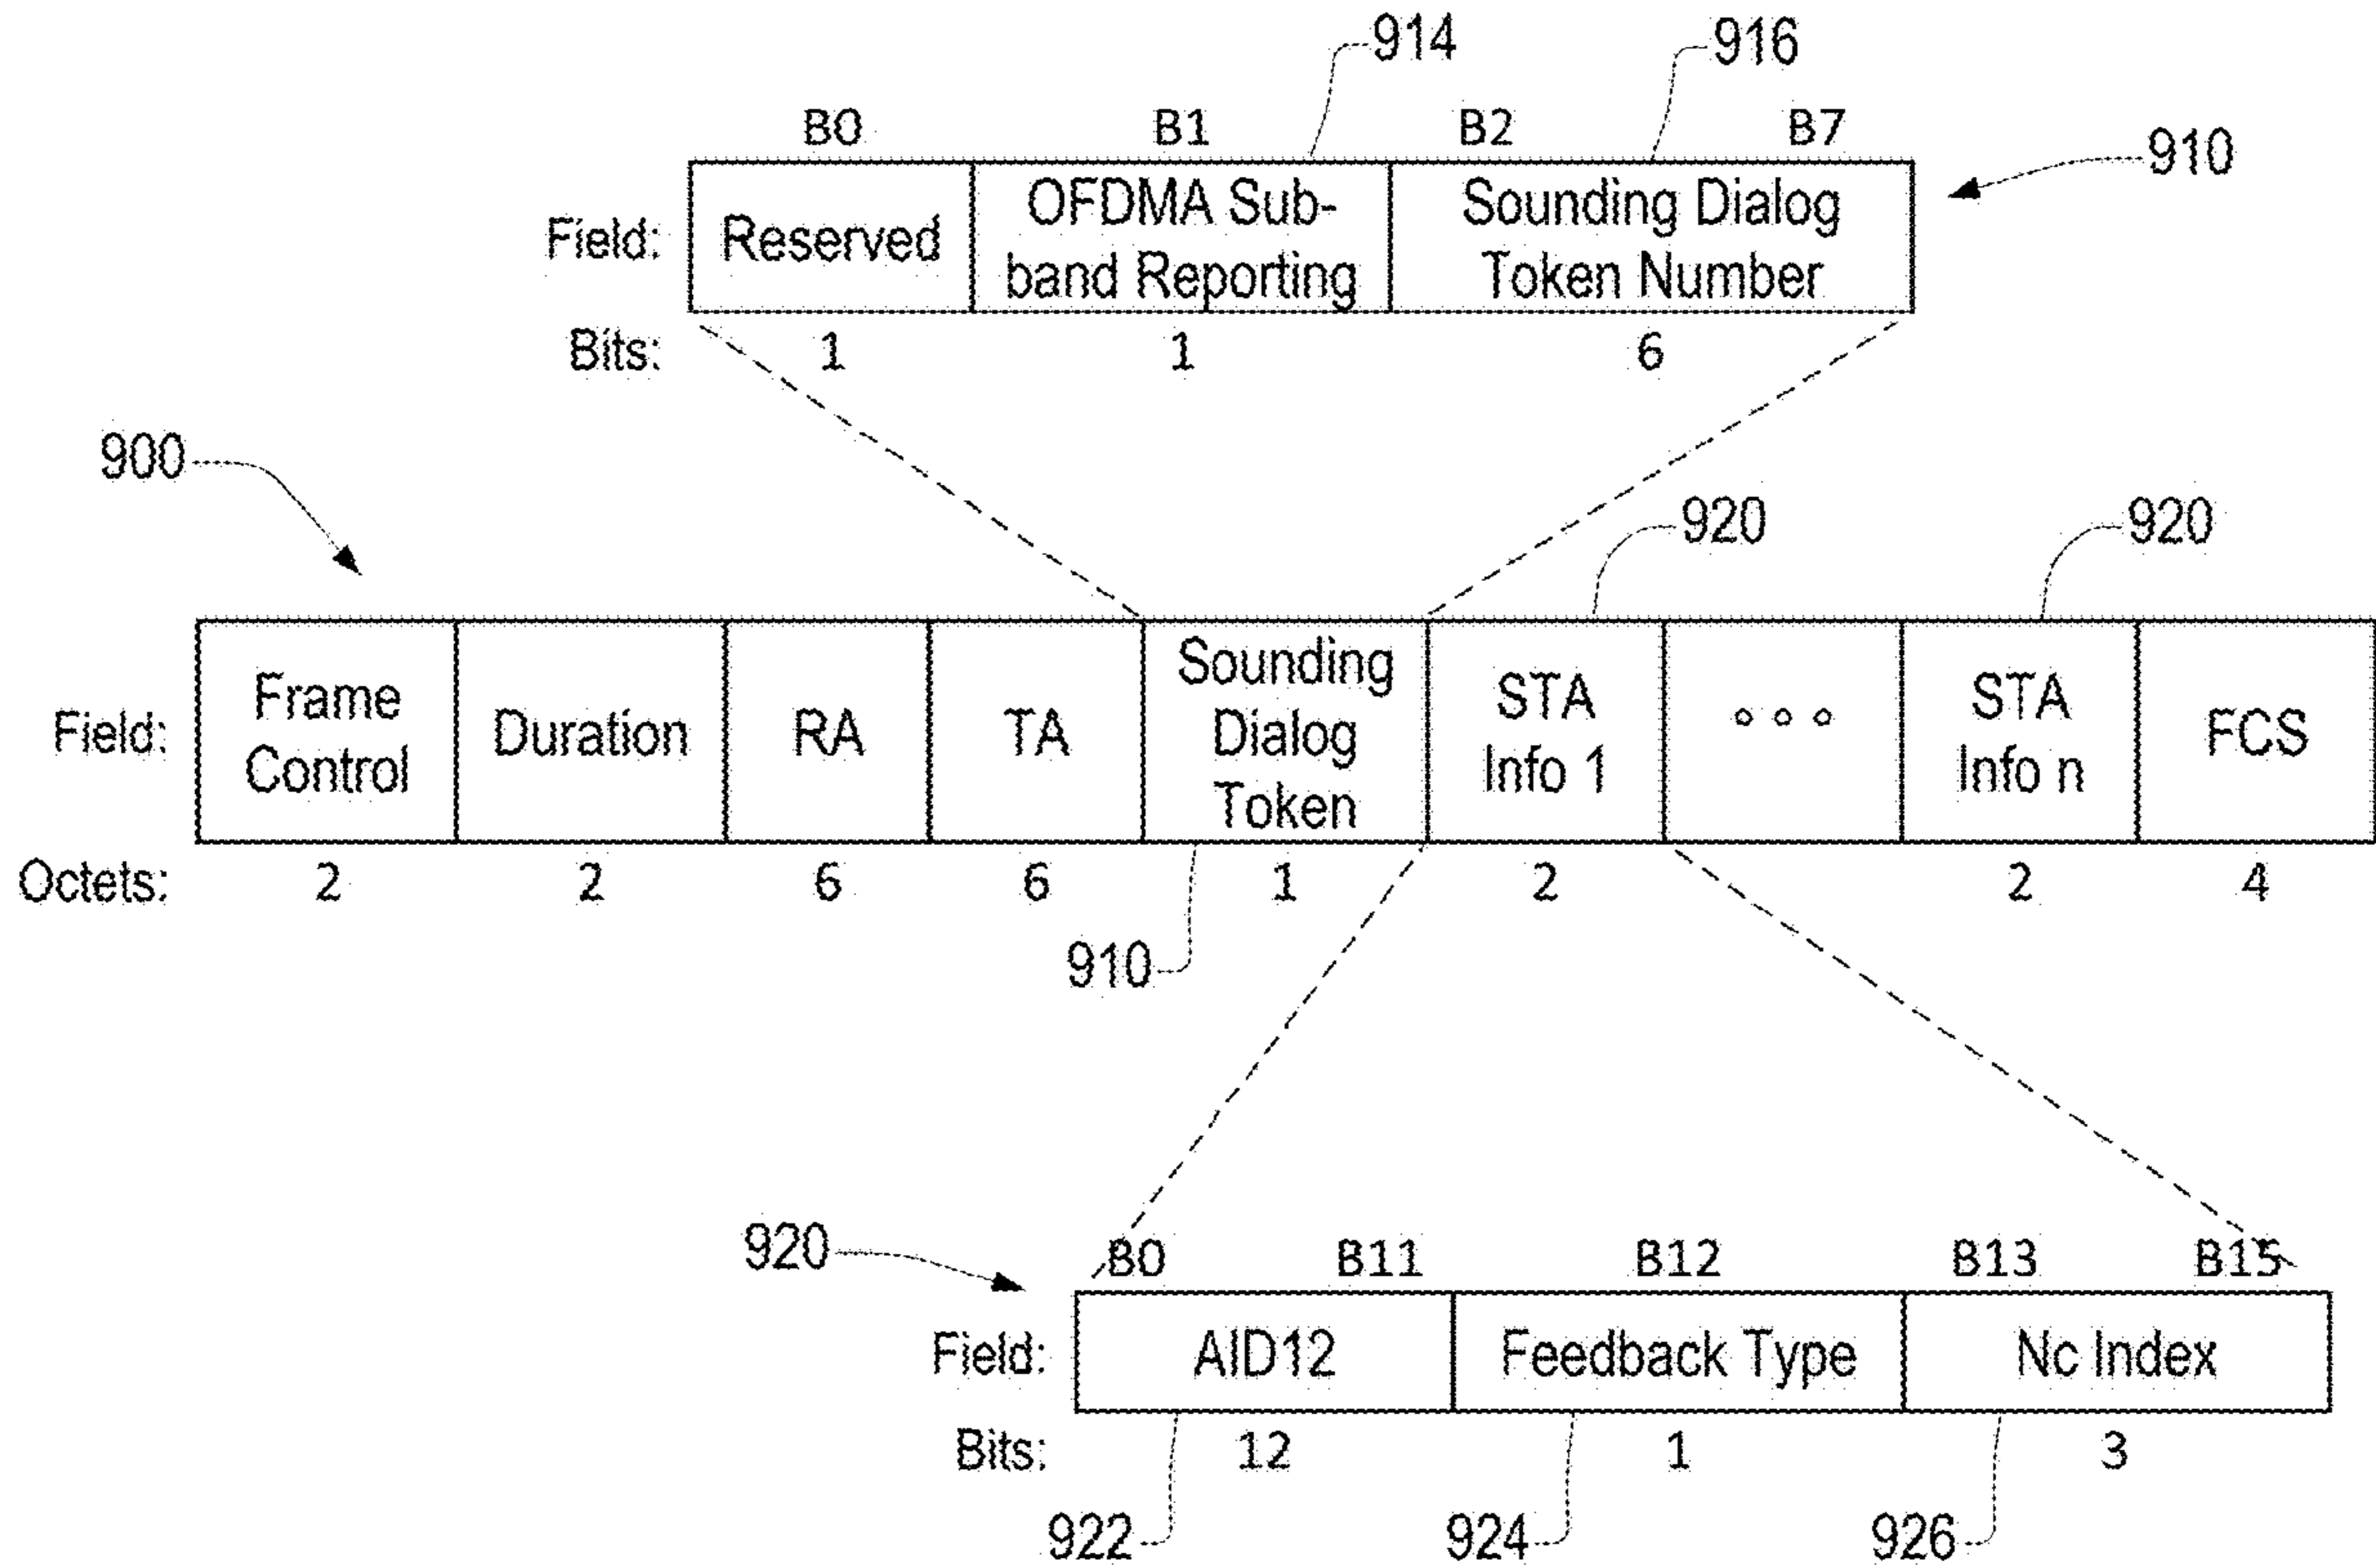 914
916
B0 B1 B2 B7
910
Field: Reserved OFDMA Sub- Sounding Dialog
band Reporting Token Number
Bits: 1 1 6
900
920 920
Field: Frame Control Duration RA TA Sounding Dialog Token STA Info 1 ∘ ∘ ∘ STA Info n FCS
Octets: 2 2 6 6 1 2 2 4
910
920
B0 B11 B12 B13 B15
Field: AID12 Feedback Type Nc Index
Bits: 12 1 3
922 924 926